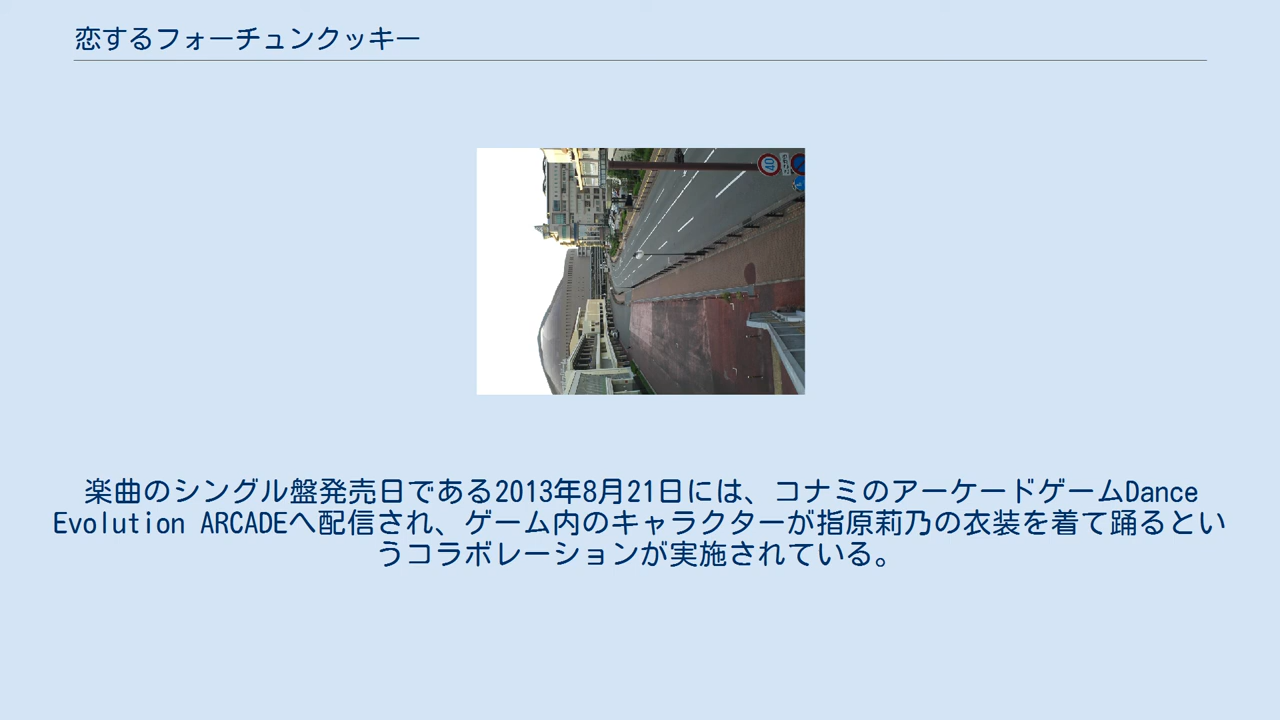 恋するフォーチュンクッキー
40
楽曲のシングル盤発売日である2013年8月21日には、コナミのアーケードゲームDance
Evolution ARCADEへ配信され、ゲーム内のキャラクターが指原莉乃の衣装を着て踊るとい
うコラボレーションが実施されている。